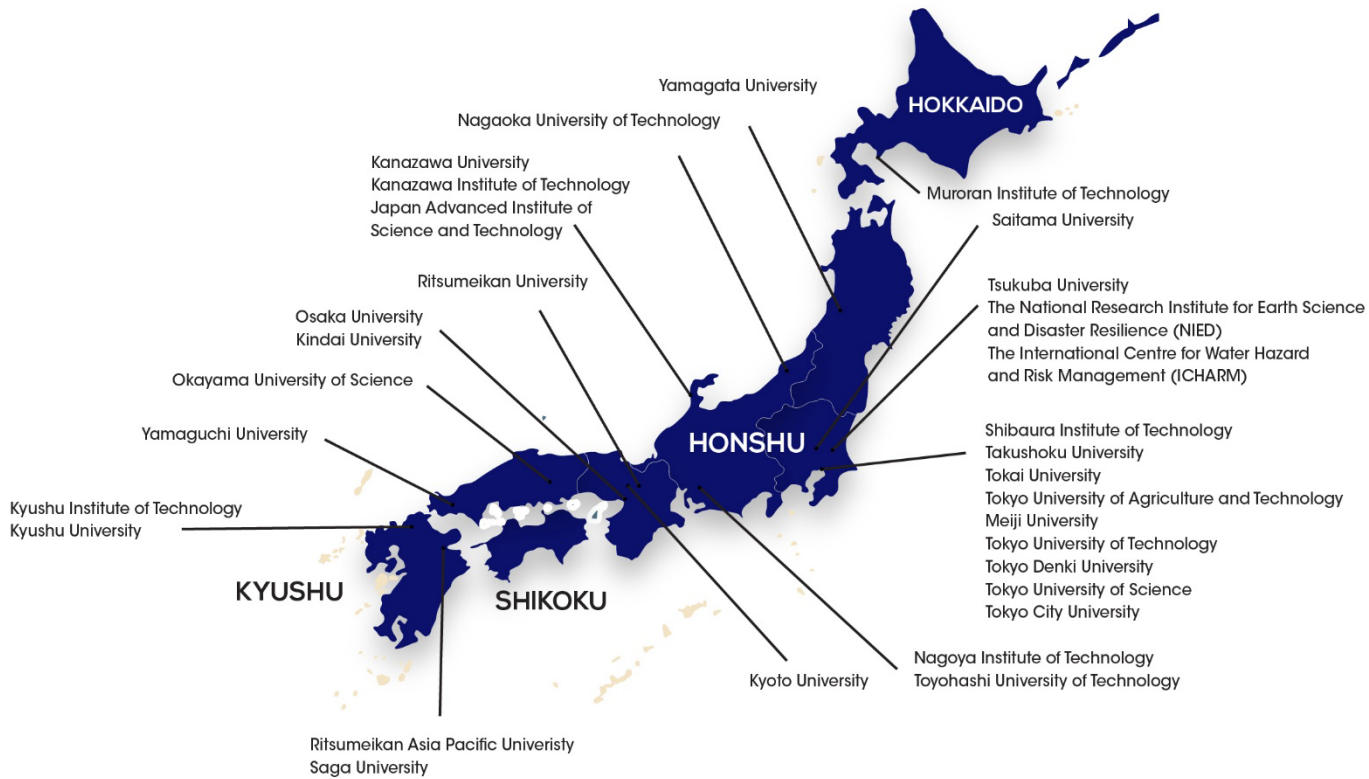 HOKKAIDO
Yamagata University
Nagaoka University of Technology
Kanazawa University
Kanazawa Institute of Technology
Japan Advanced Institute of
Science and Technology
Muroran Institute of Technology
Saitama University
Ritsumeikan University
Tsukuba University
The National Research Institute for Earth Science
and Disaster Resilience (NIED)
The International Centre for Water Hazard
and Risk Management (ICHARM)
Osaka University
Kindai University
Okayama University of Science
Yamaguchi University
HONSHU
Shibaura Institute of Technology
Takushoku University
Tokai University
Tokyo University of Agriculture and Technology
Meiji University
Tokyo University of Technology
Tokyo Denki University
Tokyo University of Science
Tokyo City University
Kyushu Institute of Technology
Kyushu University
KYUSHU
SHIKOKU
Nagoya Institute of Technology
Toyohashi University of Technology
Kyoto University
Ritsumeikan Asia Pacific Univeristy
Saga University